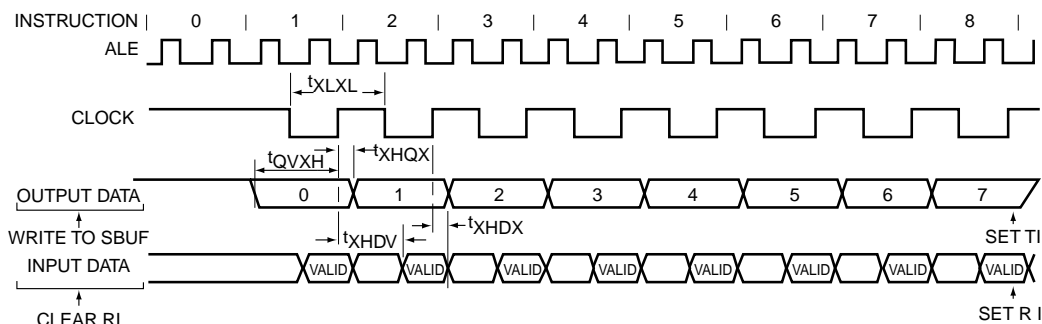 INSTRUCTION | 0 | 1 | 2 | 3 | 4 | 5 | 6 | 7 | 8 |
ALE
tXLXL
CLOCK
tQVXH
tXHQX
OUTPUT DATA
0 1 2 3 4 5 6 7
WRITE TO SBUF
tXHDV
tXHDX
SET TI
INPUT DATA
VALID VALID VALID VALID VALID VALID VALID VALID
CLEAR RI
SET R I